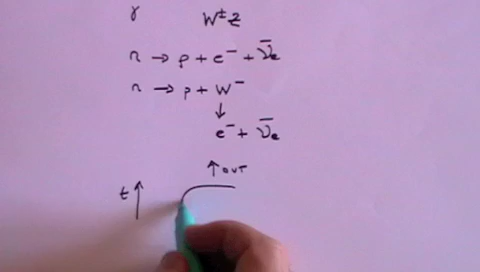 γ W±Z
n → p + e⁻ + ν̄e
n → p + W⁻
↓
e⁻ + ν̄e
↑ OUT
t ↑